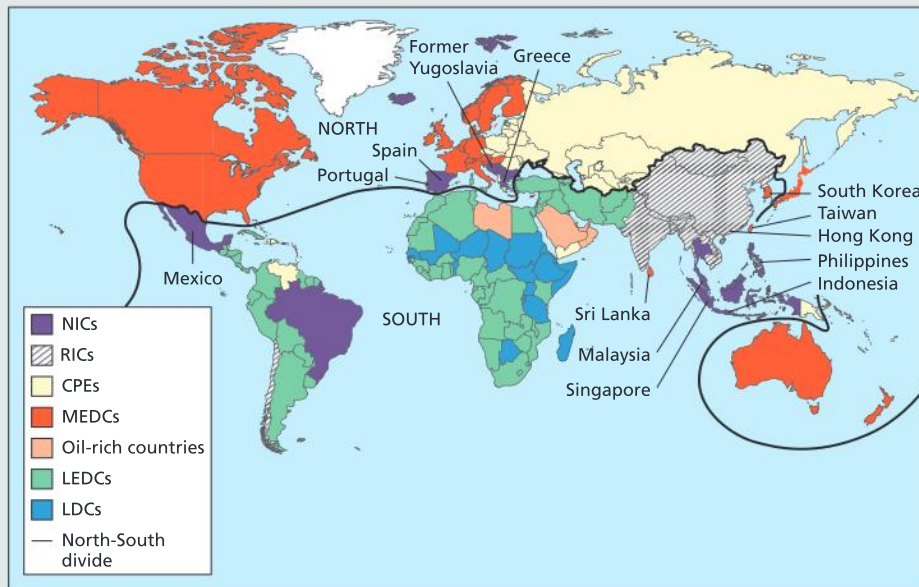 Former
Yugoslavia
Greece
NORTH
Spain
Portugal
South Korea
Taiwan
Hong Kong
Philippines
Indonesia
Mexico
SOUTH
Sri Lanka
Malaysia
Singapore
NICs
RICs
CPEs
MEDCs
Oil-rich countries
LEDCs
LDCs
North-South
divide